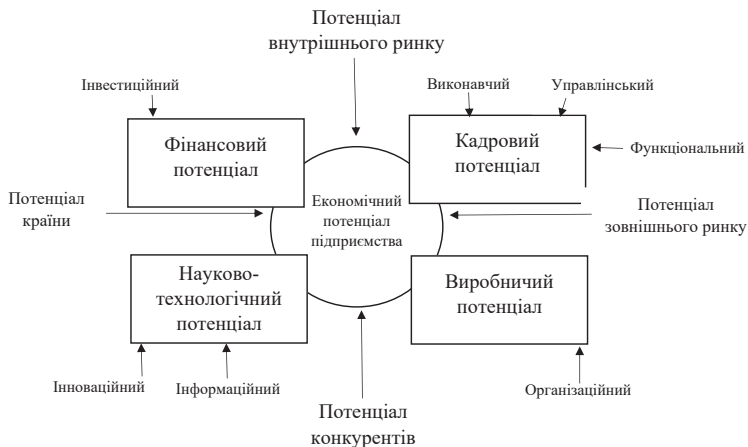 Потенціал
внутрішнього ринку
Інвестиційний
Виконавчий
Управлінський
Фінансовий
потенціал
Кадровий
потенціал
Функціональний
Потенціал
країни
Економічний
потенціал
підприємства
Потенціал
зовнішнього ринку
Науково-
технологічний
потенціал
Виробничий
потенціал
Інноваційний
Інформаційний
Організаційний
Потенціал
конкурентів